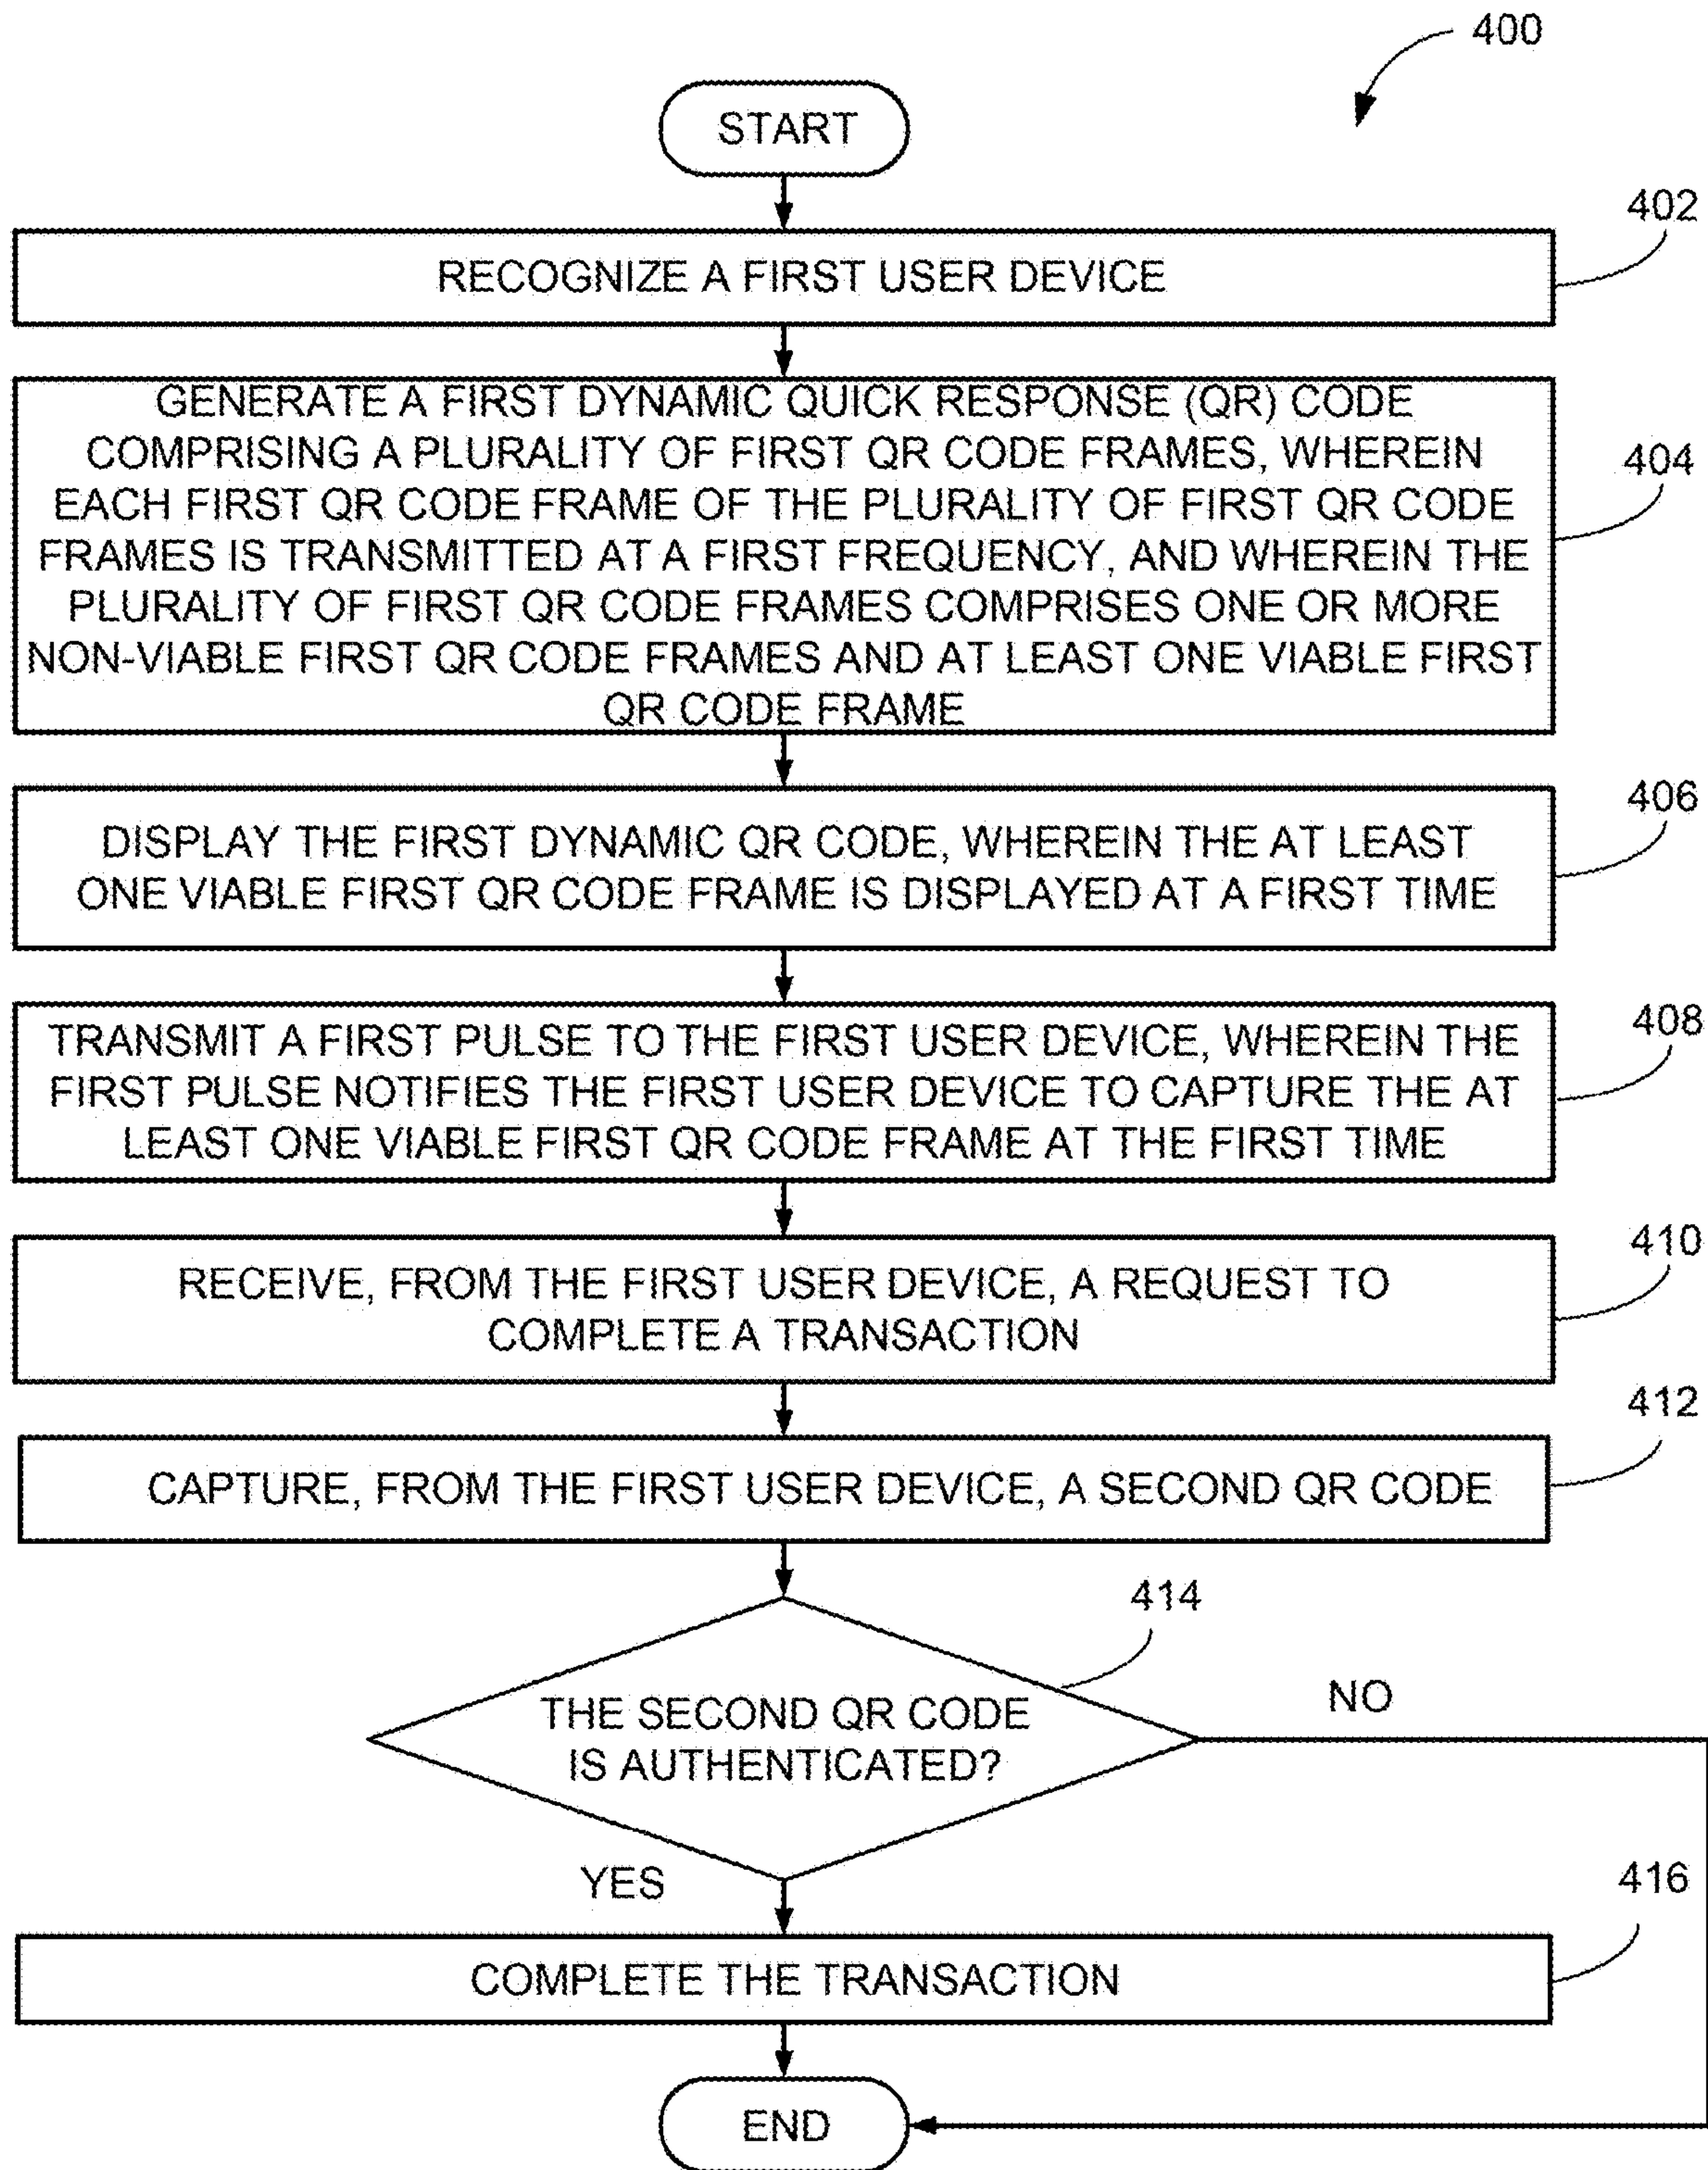 400
START
402
RECOGNIZE A FIRST USER DEVICE
GENERATE A FIRST DYNAMIC QUICK RESPONSE (QR) CODE
COMPRISING A PLURALITY OF FIRST QR CODE FRAMES, WHEREIN
404
EACH FIRST QR CODE FRAME OF THE PLURALITY OF FIRST QR CODE
FRAMES IS TRANSMITTED AT A FIRST FREQUENCY, AND WHEREIN THE
PLURALITY OF FIRST QR CODE FRAMES COMPRISES ONE OR MORE
NON-VIABLE FIRST QR CODE FRAMES AND AT LEAST ONE VIABLE FIRST
QR CODE FRAME
406
DISPLAY THE FIRST DYNAMIC QR CODE, WHEREIN THE AT LEAST
ONE VIABLE FIRST QR CODE FRAME IS DISPLAYED AT A FIRST TIME
408
TRANSMIT A FIRST PULSE TO THE FIRST USER DEVICE, WHEREIN THE
FIRST PULSE NOTIFIES THE FIRST USER DEVICE TO CAPTURE THE AT
LEAST ONE VIABLE FIRST QR CODE FRAME AT THE FIRST TIME
410
RECEIVE, FROM THE FIRST USER DEVICE, A REQUEST TO
COMPLETE A TRANSACTION
412
CAPTURE, FROM THE FIRST USER DEVICE, A SECOND QR CODE
414
THE SECOND QR CODE
IS AUTHENTICATED?
NO
YES
416
COMPLETE THE TRANSACTION
END